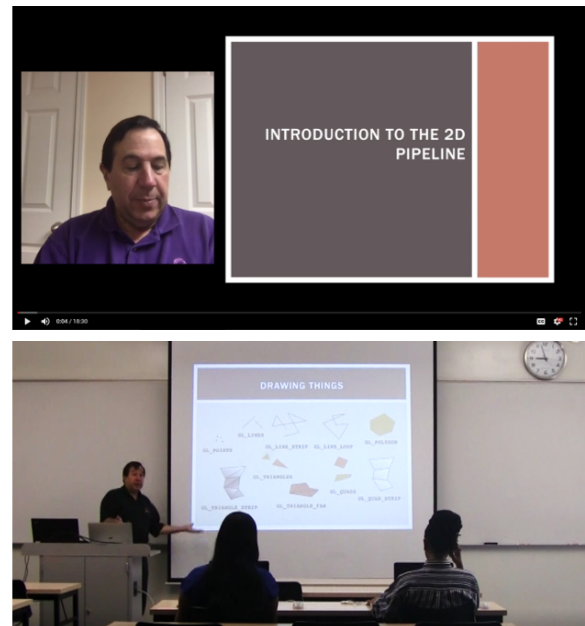 INTRODUCTION TO THE 2D
PIPELINE
0:04 / 18:30
CC
DRAWING THINGS
GL_POINTS
GL_LINES
GL_LINE_STRIP
GL_LINE_LOOP
GL_POLYGON
GL_TRIANGLE_STRIP
GL_TRIANGLES
GL_TRIANGLE_FAN
GL_QUADS
GL_QUAD_STRIP